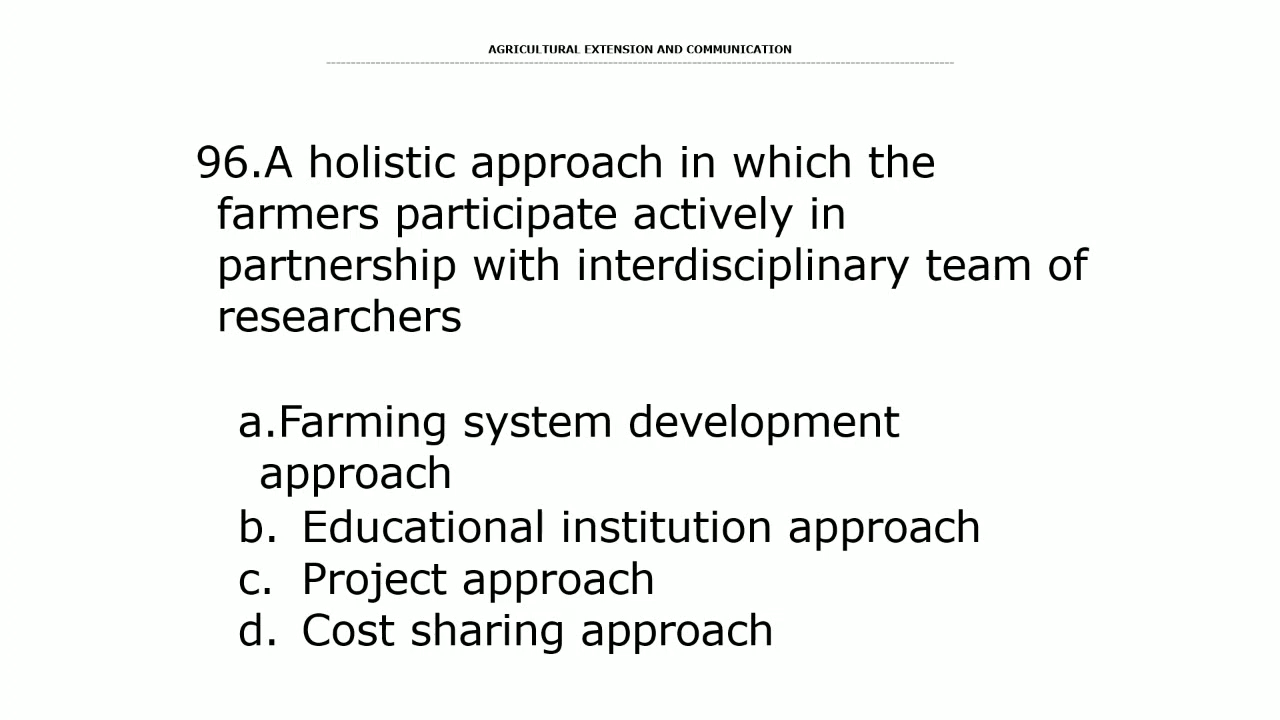 AGRICULTURAL EXTENSION AND COMMUNICATION
96.A holistic approach in which the
farmers participate actively in
partnership with interdisciplinary team of
researchers
a.Farming system development
approach
b. Educational institution approach
c. Project approach
d. Cost sharing approach